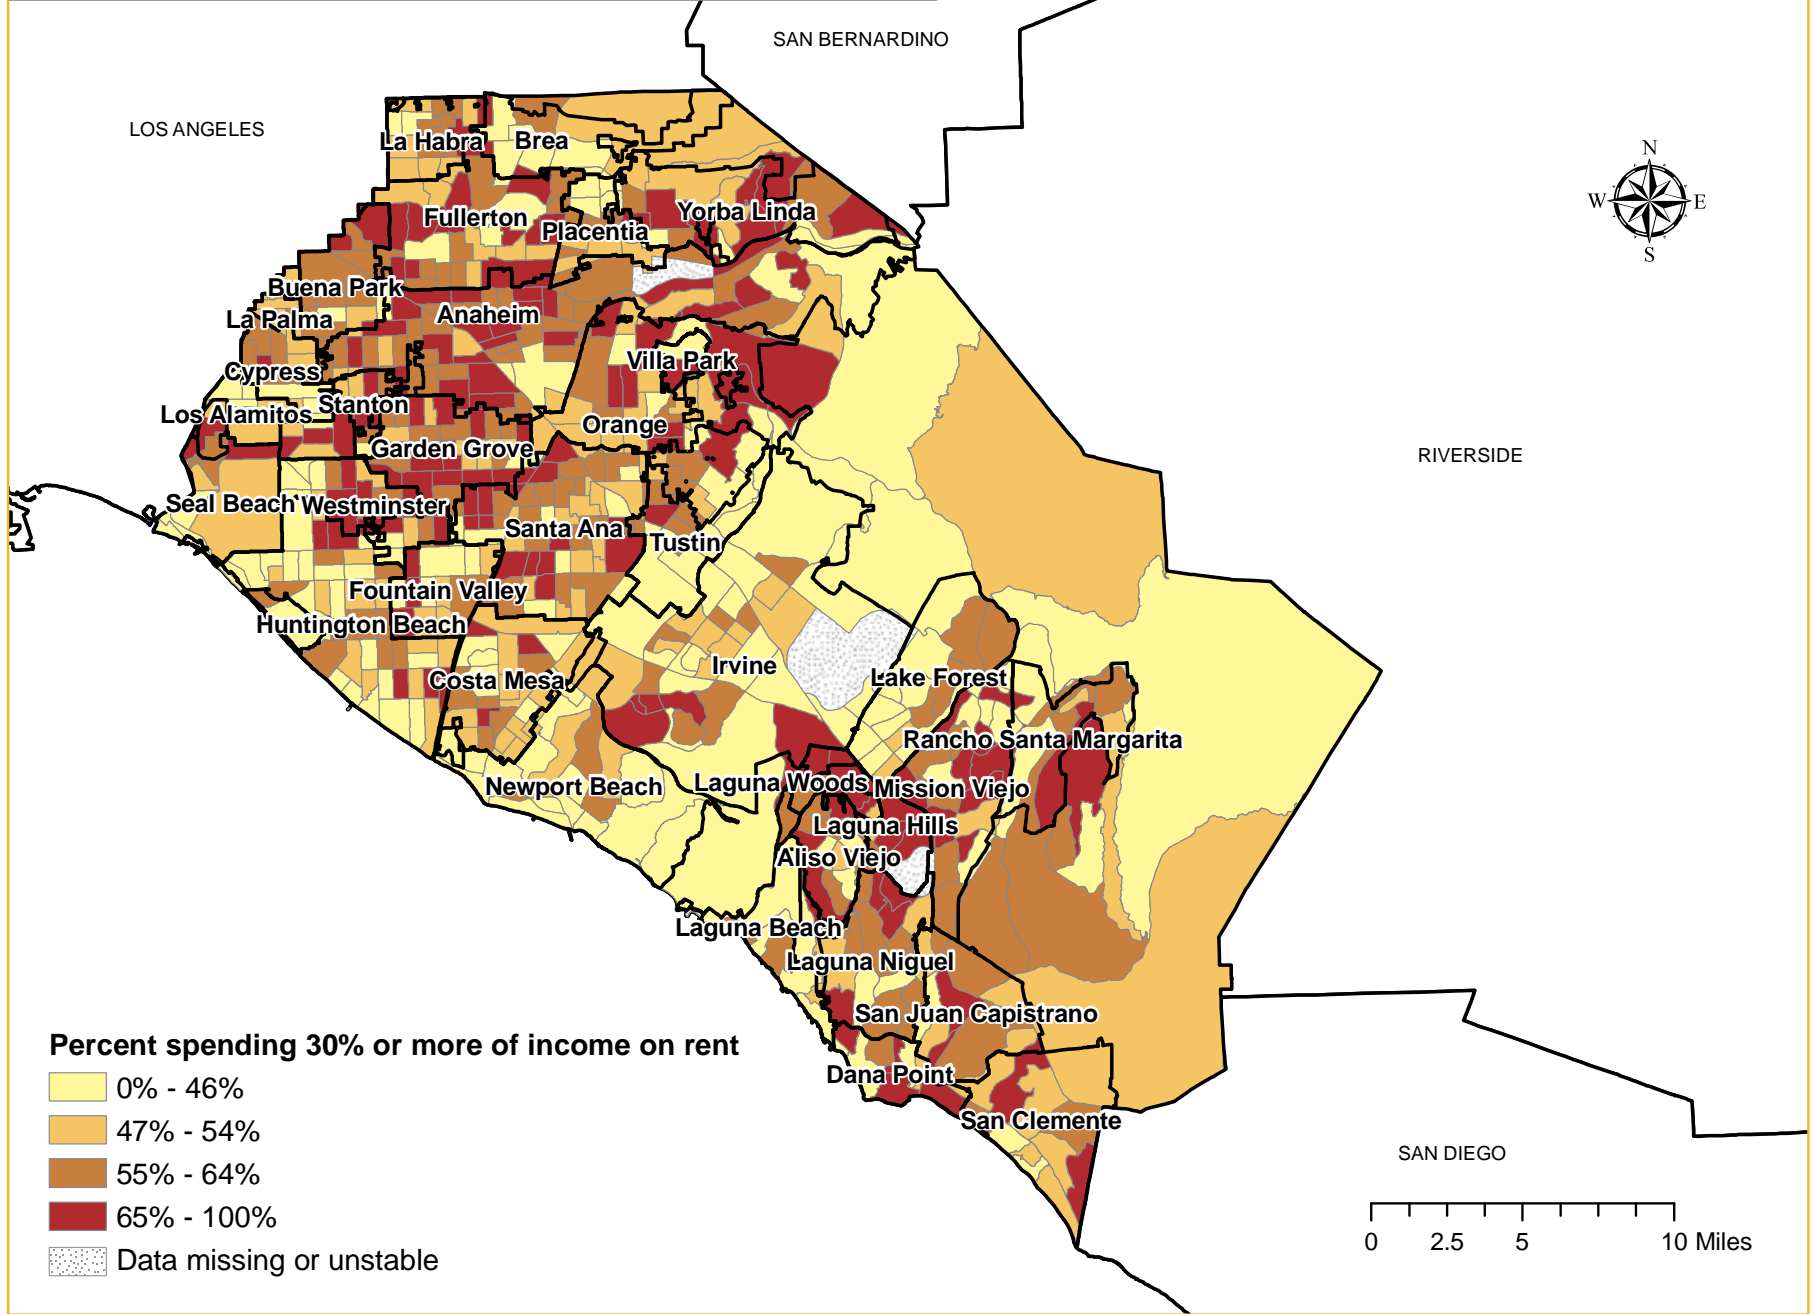 SAN BERNARDINO
LOS ANGELES
La Habra
Brea
N
W
E
S
Fullerton
Yorba Linda
Placentia
Buena Park
La Palma
Anaheim
Villa Park
Cypress
Los Alamitos
Stanton
Orange
Garden Grove
RIVERSIDE
Seal Beach
Westminster
Santa Ana
Tustin
Fountain Valley
Huntington Beach
Irvine
Lake Forest
Costa Mesa
Rancho Santa Margarita
Newport Beach
Laguna Woods
Mission Viejo
Laguna Hills
Aliso Viejo
Laguna Beach
Laguna Niguel
San Juan Capistrano
Dana Point
San Clemente
SAN DIEGO
Percent spending 30% or more of income on rent
0% - 46%
47% - 54%
55% - 64%
65% - 100%
Data missing or unstable
0 2.5 5 10 Miles